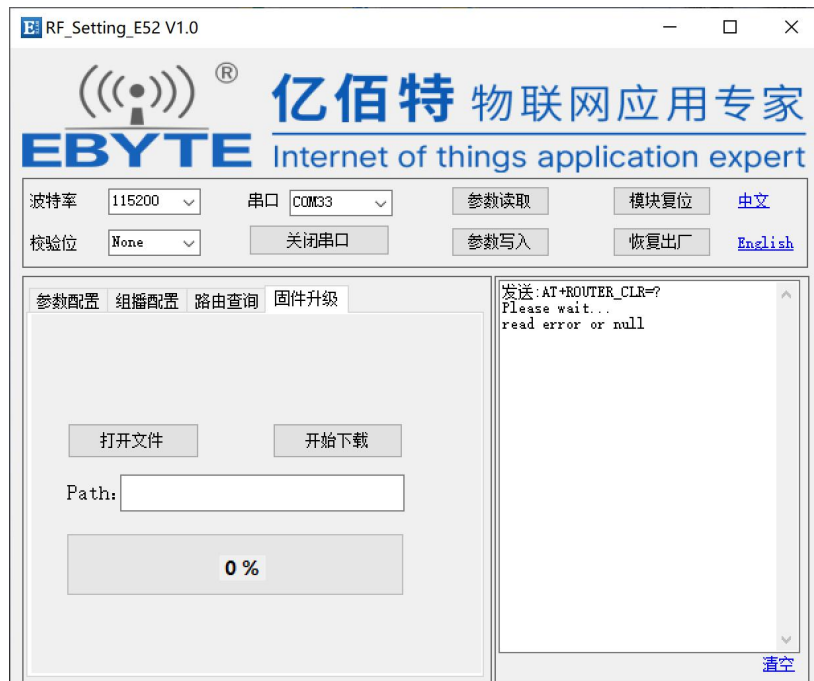 RF_Setting_E52 V1.0
®
EBYTE
亿佰特 物联网应用专家
Internet of things application expert
波特率 115200 串口 COM33 参数读取 模块复位 中文
校验位 None 关闭串口 参数写入 恢复出厂 English
参数配置 组播配置 路由查询 固件升级
打开文件 开始下载
Path:
0 %
发送:AT+ROUTER_CLR=?
Please wait...
read error or null
清空